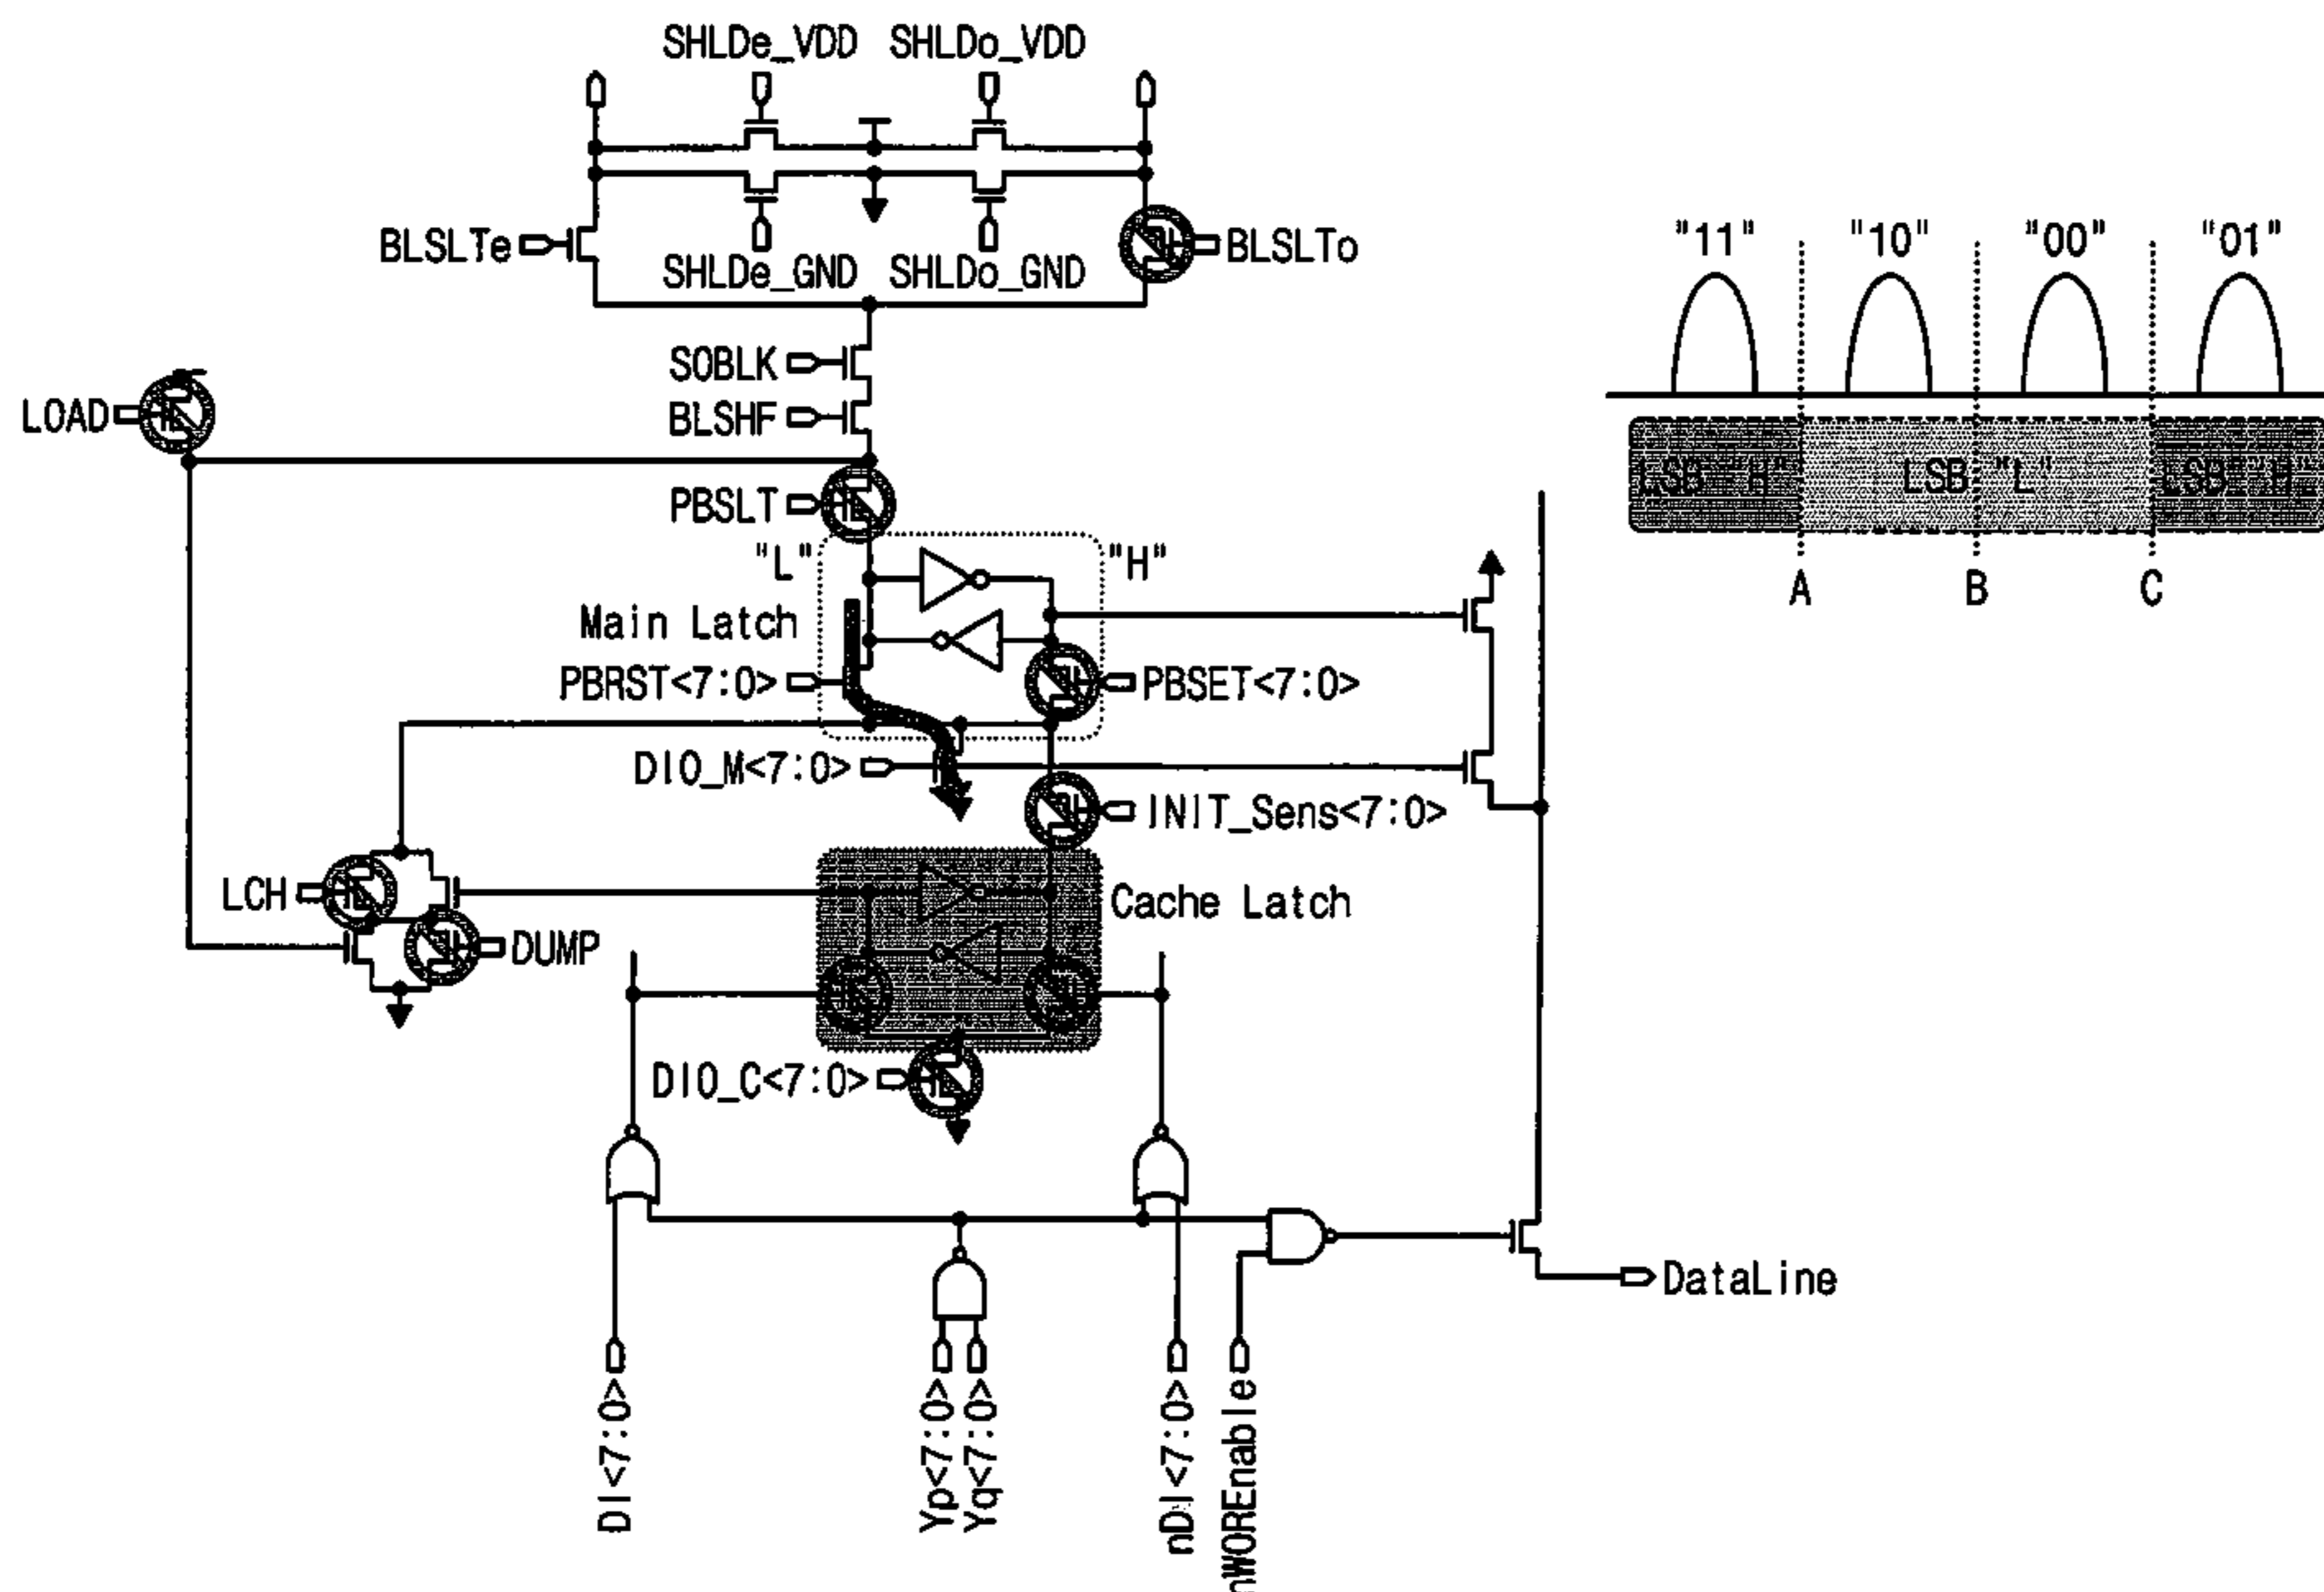 SHLDe_VDD SHLDo_VDD
BLSLTe
SHLDe_GND SHLDo_GND
BLSLTo
SOBLK
LOAD
BLSHF
PBSLT
"L" "H"
Main Latch
PBRST<7:0>
PBSET<7:0>
DIO_M<7:0>
INIT_Sens<7:0>
LCH
Cache Latch
DUMP
DIO_C<7:0>
DataLine
DI<7:0>
Yp<7:0>
Yq<7:0>
nDI<7:0>
nWOREnable
"11" "10" "00" "01"
LSB "H" LSB "L" LSB "H"
A B C